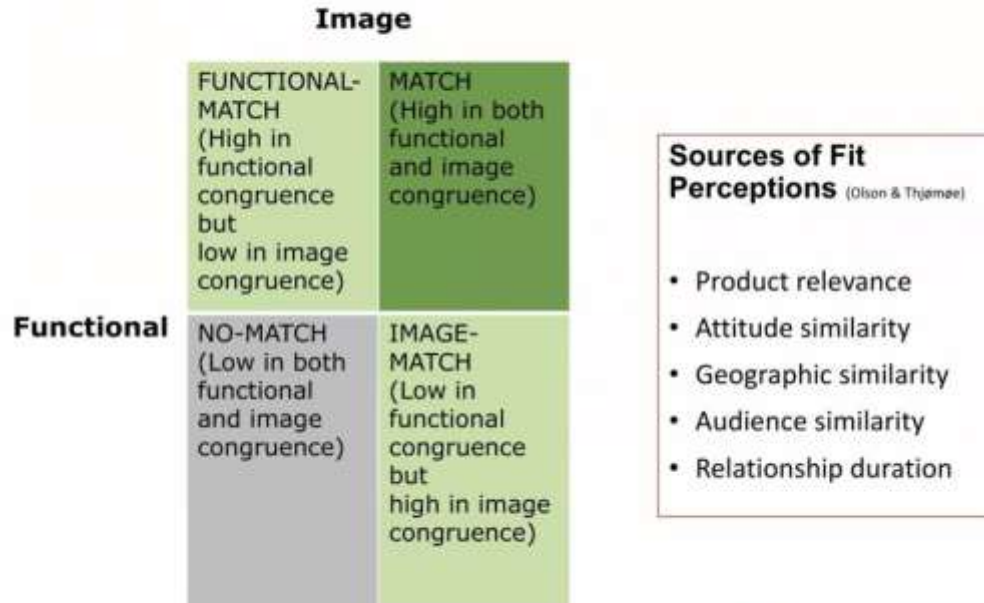 Image
FUNCTIONAL-
MATCH
(High in
functional
congruence
but
low in image
congruence)
MATCH
(High in both
functional
and image
congruence)
Functional
NO-MATCH
(Low in both
functional
and image
congruence)
IMAGE-
MATCH
(Low in
functional
congruence
but
high in image
congruence)
Sources of Fit
Perceptions (Olson & Thjømøe)
• Product relevance
• Attitude similarity
• Geographic similarity
• Audience similarity
• Relationship duration